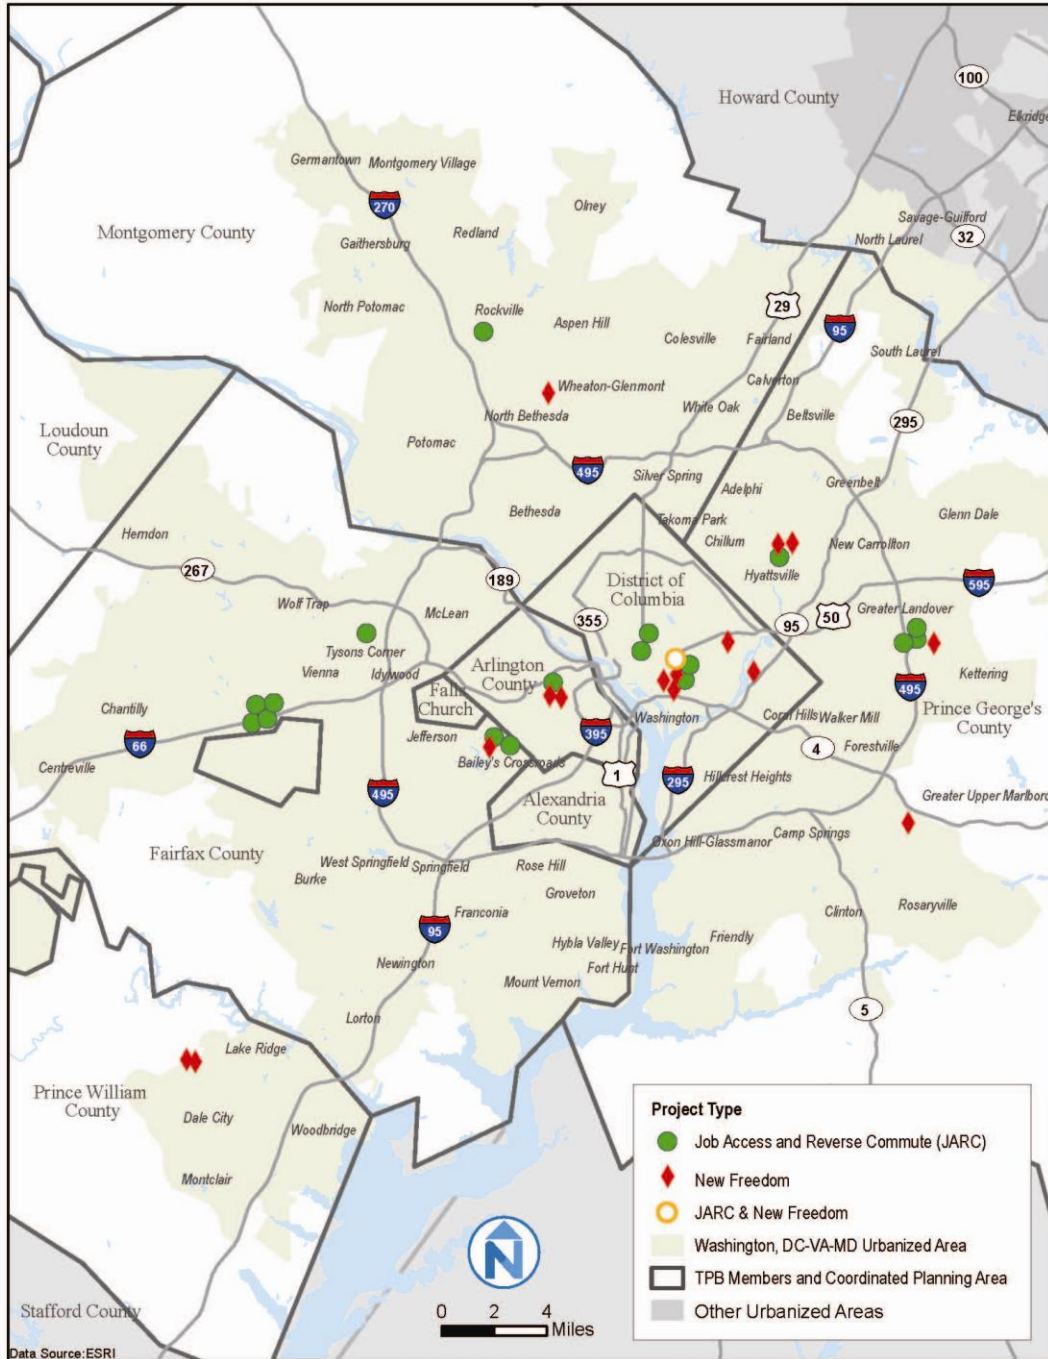 Howard County
100
Elkridge
Germantown
Montgomery Village
270
Olney
Savage-Guilford
32
Montgomery County
Redland
Gaithersburg
North Laurel
North Potomac
Rockville
29
Aspen Hill
95
Colesville
Fairland
South Laurel
Calverton
Wheaton-Glenmont
White Oak
North Bethesda
Beltsville
295
Loudoun
County
Potomac
495
Silver Spring
Greenbelt
Adelphi
Bethesda
Takoma Park
Glenn Dale
Herndon
Chillum
New Carrollton
267
189
Hyattsville
595
District of
Columbia
Wolf Trap
McLean
355
95
50
Greater Landover
Tysons Corner
Vienna
Idylwood
Arlington
County
Kettering
Falls
Church
495
Chantilly
Washington
Coral Hills
Walker Mill
Prince George's
County
66
Jefferson
395
4
Forestville
Centreville
Bailey's Crossroads
1
295
Hillcrest Heights
495
Alexandria
County
Greater Upper Marlboro
Oxon Hill-Glassmanor
Camp Springs
Fairfax County
West Springfield
Springfield
Rose Hill
Burke
Groveton
Franconia
Clinton
Rosaryville
95
Hybla Valley
Fort Washington
Friendly
Newington
Fort Hunt
Mount Vernon
Lorton
5
Lake Ridge
Prince William
County
Dale City
Woodbridge
Montclair
Project Type
Job Access and Reverse Commute (JARC)
New Freedom
JARC & New Freedom
Washington, DC-VA-MD Urbanized Area
TPB Members and Coordinated Planning Area
Other Urbanized Areas
N
0 2 4
Miles
Stafford County
Data Source:ESRI